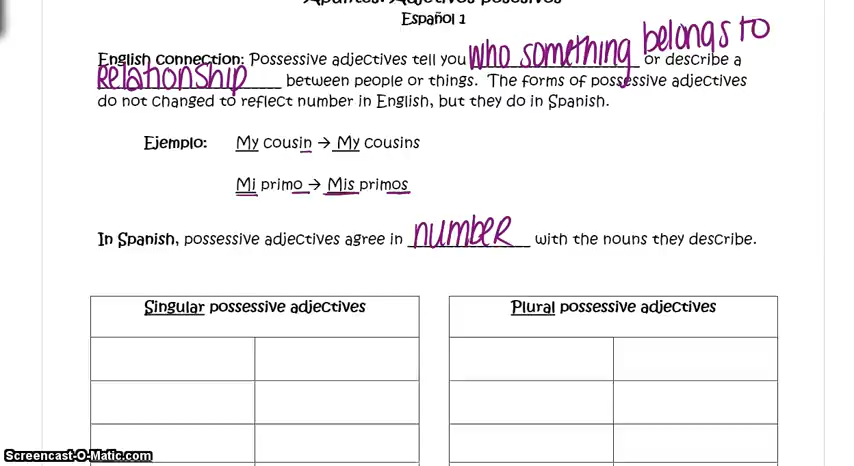 Apuntes: Adjetivos posesivos
Español 1
English connection: Possessive adjectives tell you who something belongs to or describe a
relationship between people or things. The forms of possessive adjectives
do not changed to reflect number in English, but they do in Spanish.
Ejemplo: My cousin → My cousins
Mi primo → Mis primos
In Spanish, possessive adjectives agree in number with the nouns they describe.
Singular possessive adjectives
Plural possessive adjectives
Screencast-O-Matic.com